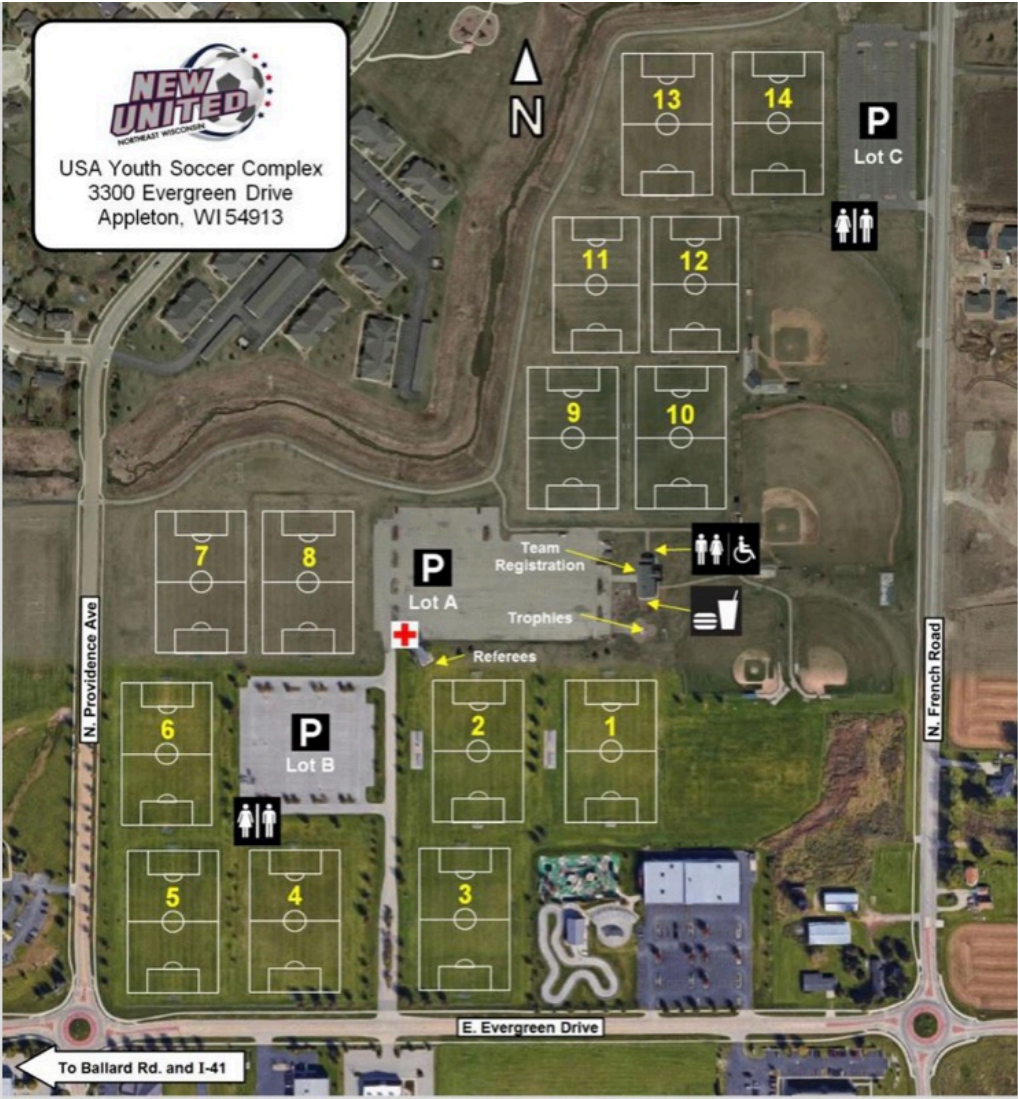 NEW
UNITED
NORTHEAST WISCONSIN
USA Youth Soccer Complex
3300 Evergreen Drive
Appleton, WI 54913
N
13
14
P
Lot C
11
12
9
10
7
8
P
Lot A
Team
Registration
Trophies
Referees
N. Providence Ave
N. French Road
6
P
Lot B
2
1
5
4
3
E. Evergreen Drive
To Ballard Rd. and I-41